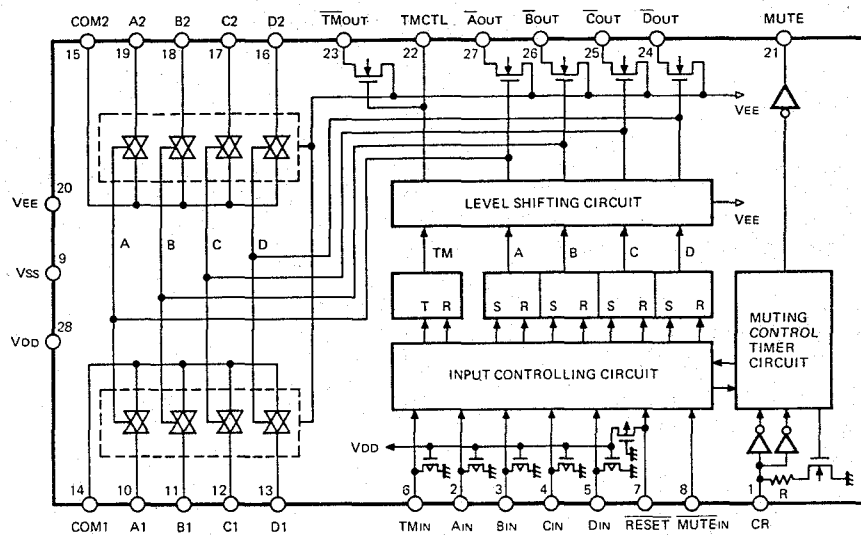 COM2 A2 B2 C2 D2 TMOUT TMCTL AOUT BOUT COUT DOUT MUTE
15 19 18 17 16 23 22 27 26 25 24 21
VEE
20
VEE
LEVEL SHIFTING CIRCUIT
VEE
A B C D
TM A B C D
9
VSS
T R S R S R S R S R
28
VDD
MUTING CONTROL TIMER CIRCUIT
INPUT CONTROLLING CIRCUIT
VDD
R
14 10 11 12 13 6 2 3 4 5 7 8 1
COM1 A1 B1 C1 D1 TMIN AIN BIN CIN DIN RESET MUTEIN CR